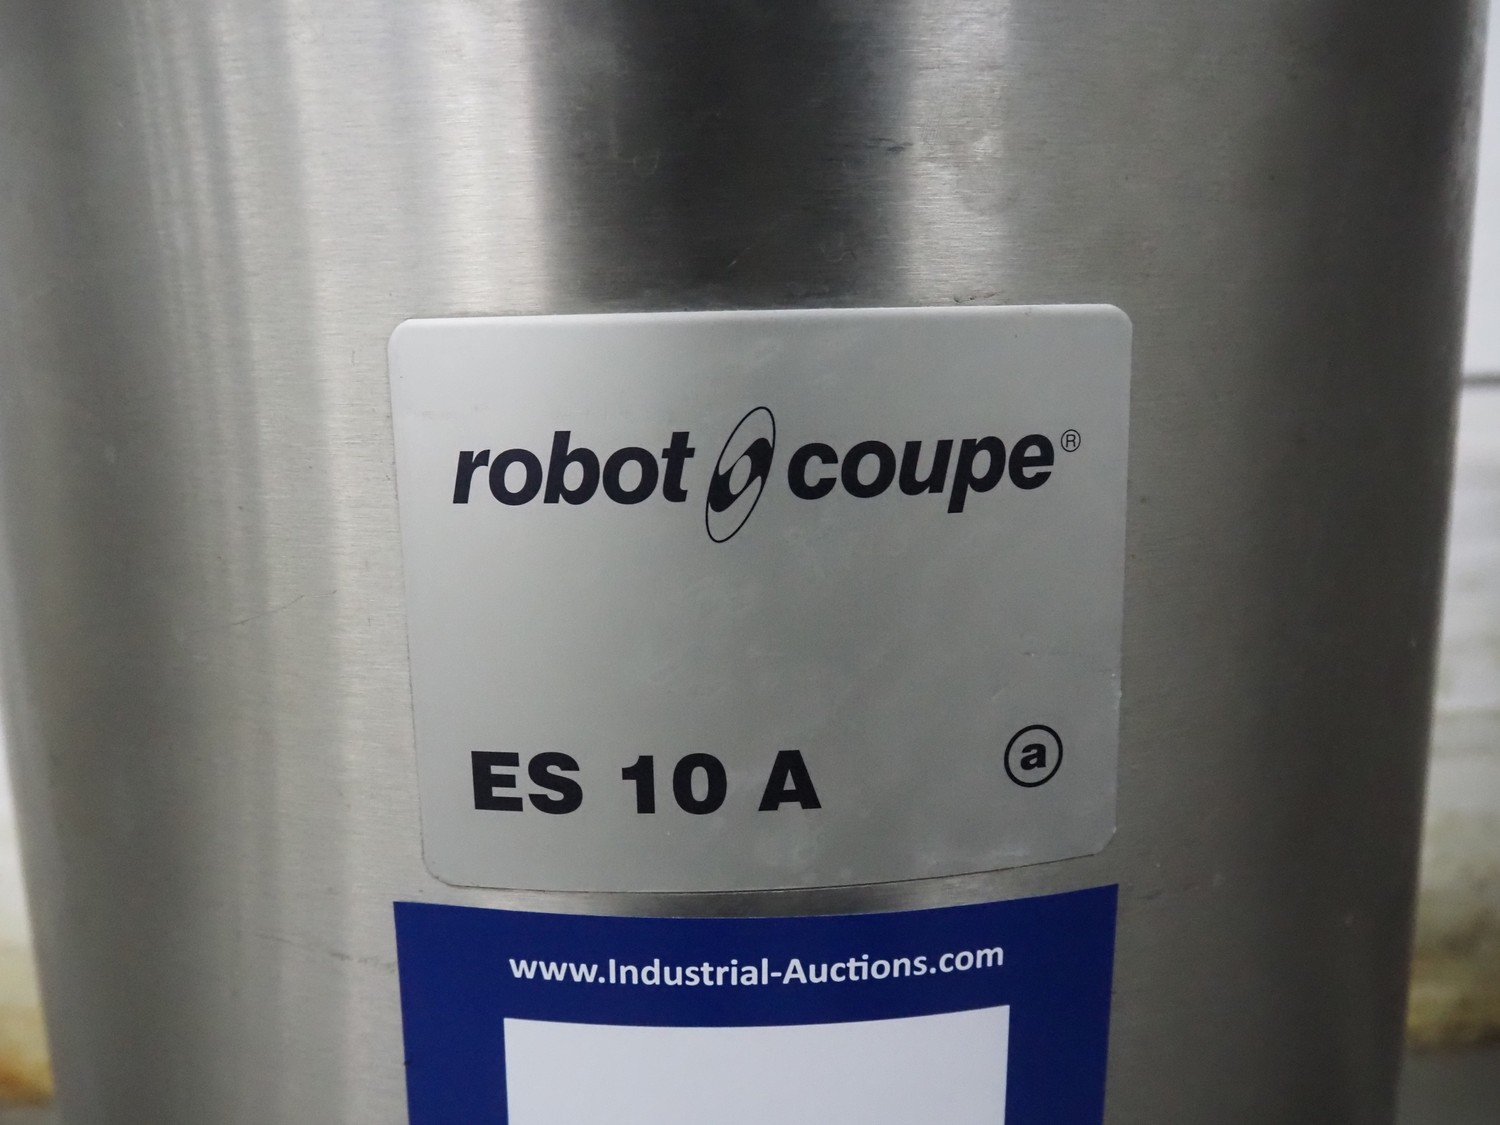 robot coupe®
ES 10 A
a
www.Industrial-Auctions.com